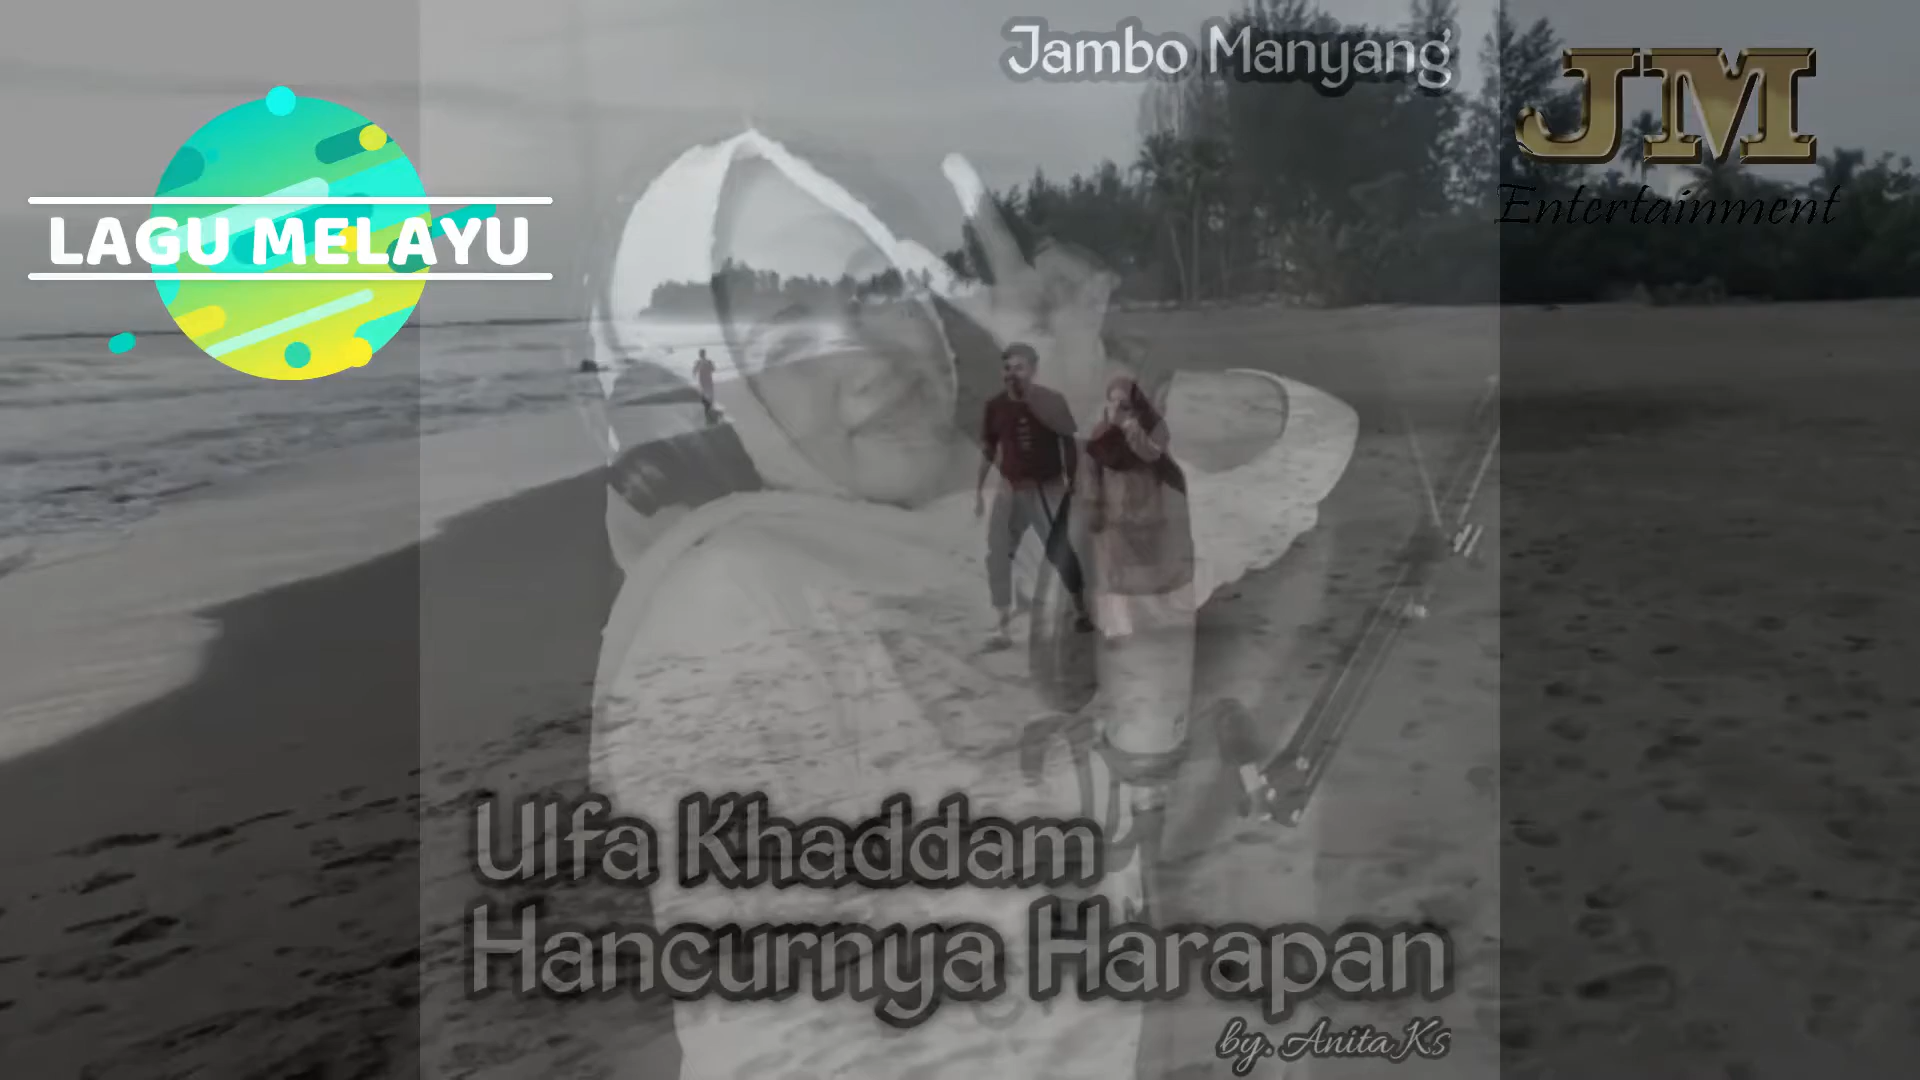 Jambo Manyang
JM
Entertainment
LAGU MELAYU
Ulfa Khaddam
Hancurnya Harapan
by. Anita Ks